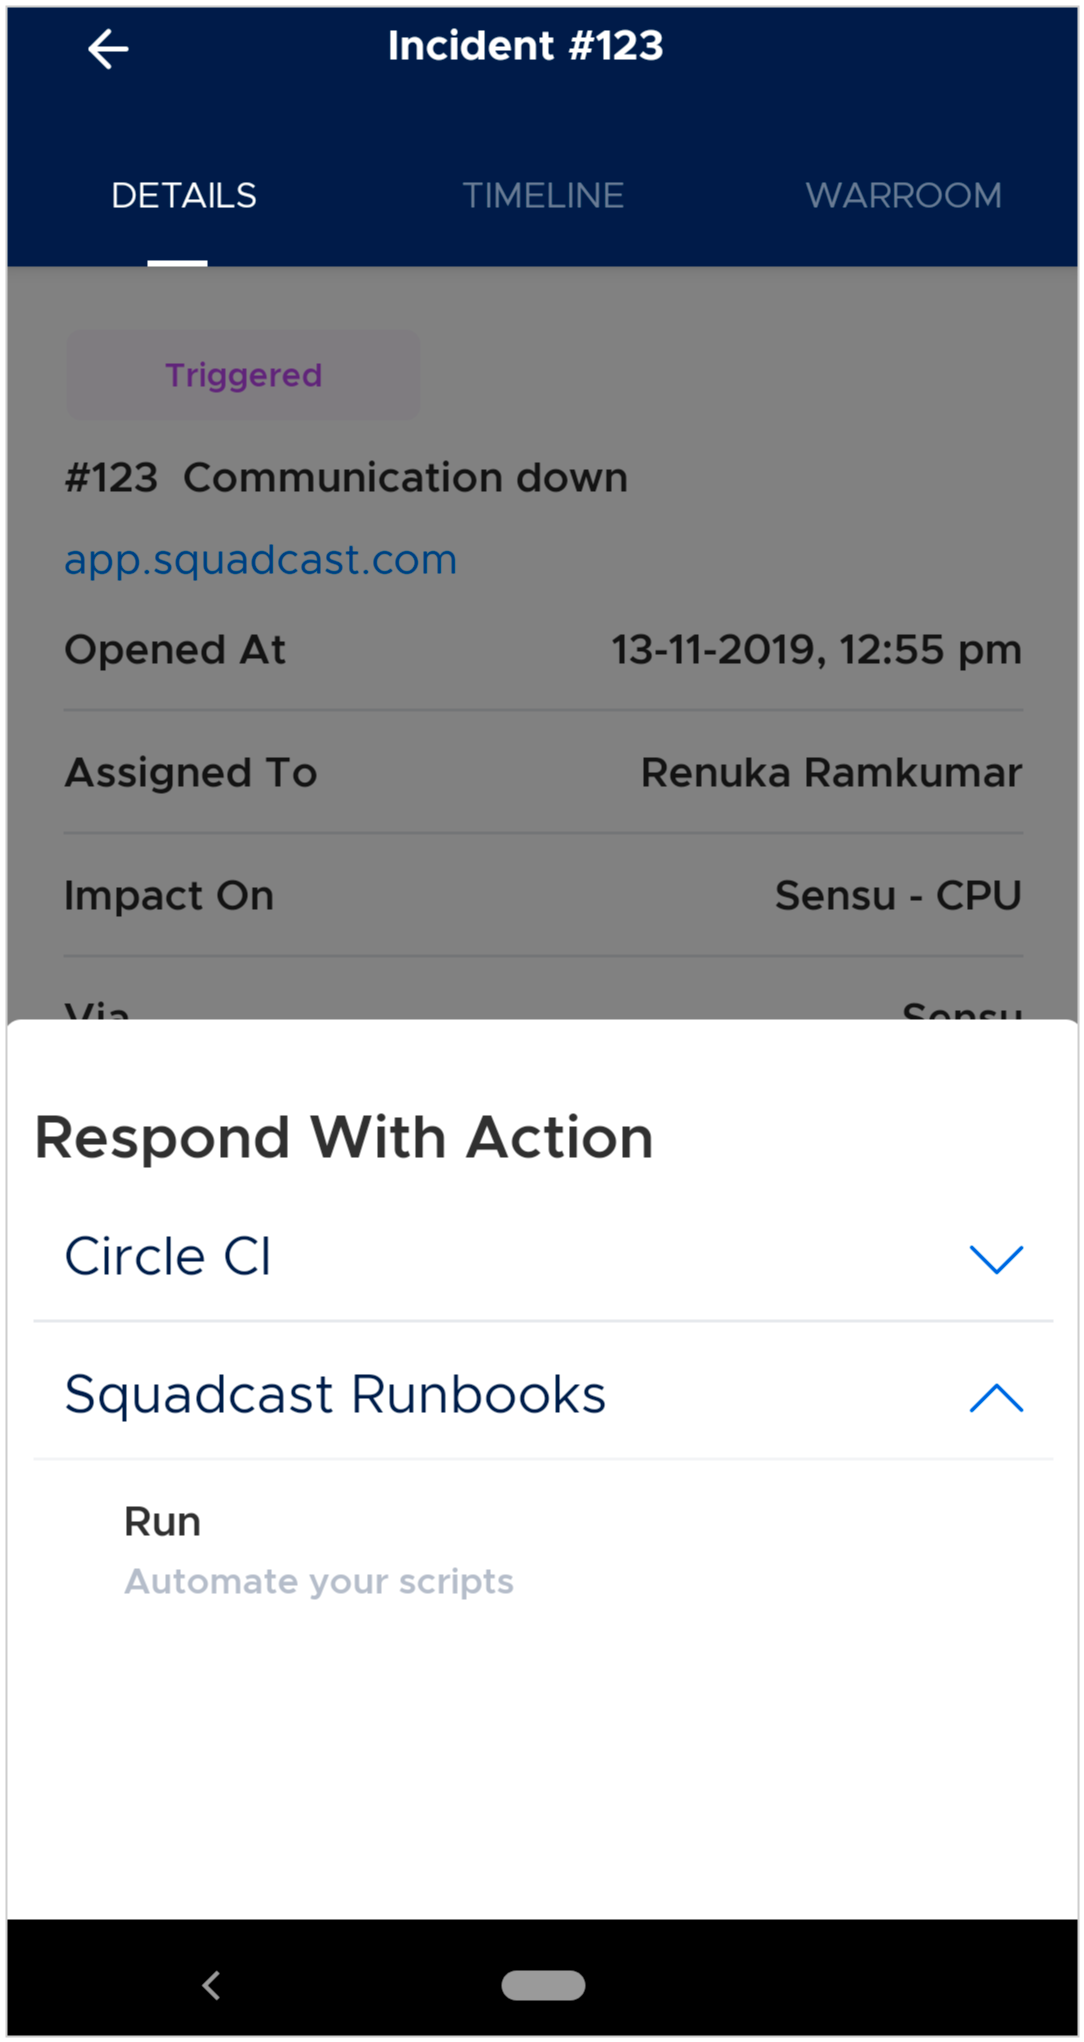 Incident #123
DETAILS TIMELINE WARROOM
Triggered
#123 Communication down
app.squadcast.com
Opened At 13-11-2019, 12:55 pm
Assigned To Renuka Ramkumar
Impact On Sensu - CPU
Via Sensu
Respond With Action
Circle CI
Squadcast Runbooks
Run
Automate your scripts